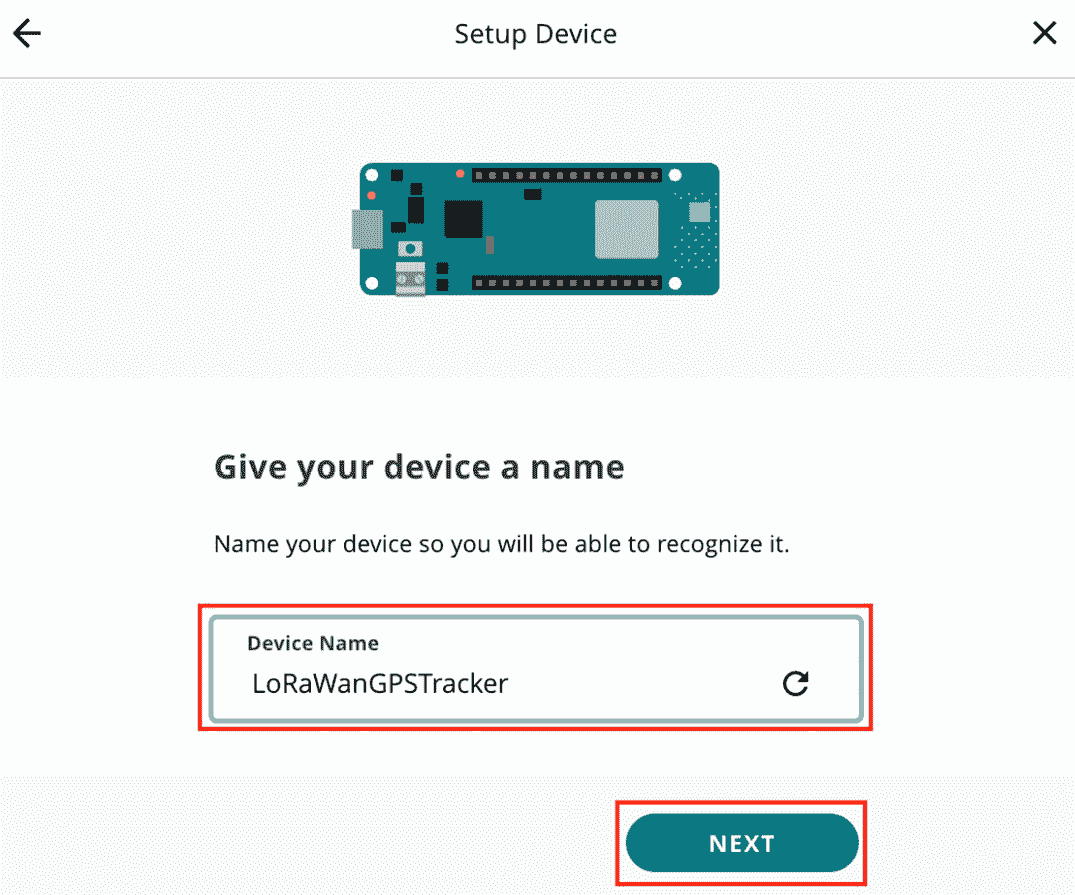 Setup Device
Give your device a name
Name your device so you will be able to recognize it.
Device Name
LoRaWanGPSTracker
NEXT